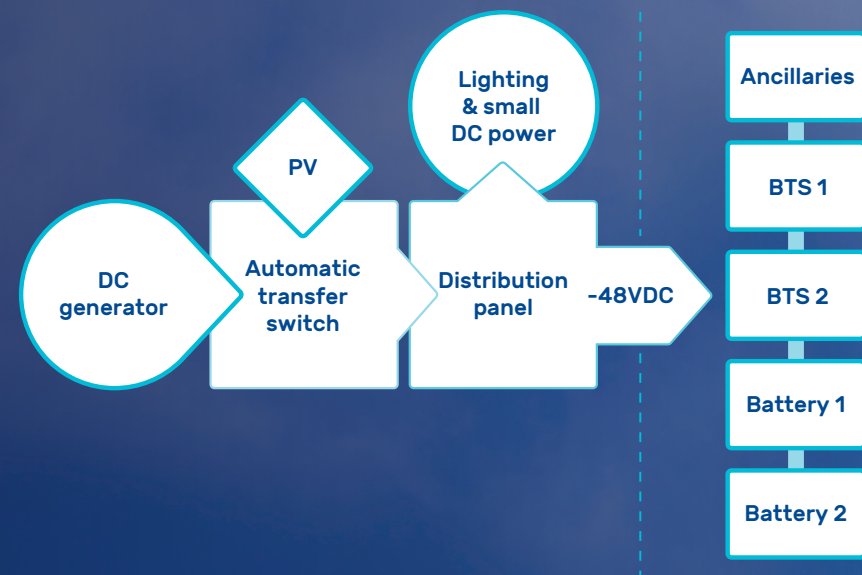 Lighting
& small
DC power
PV
DC
generator
Automatic
transfer
switch
Distribution
panel
-48VDC
Ancillaries
BTS 1
BTS 2
Battery 1
Battery 2